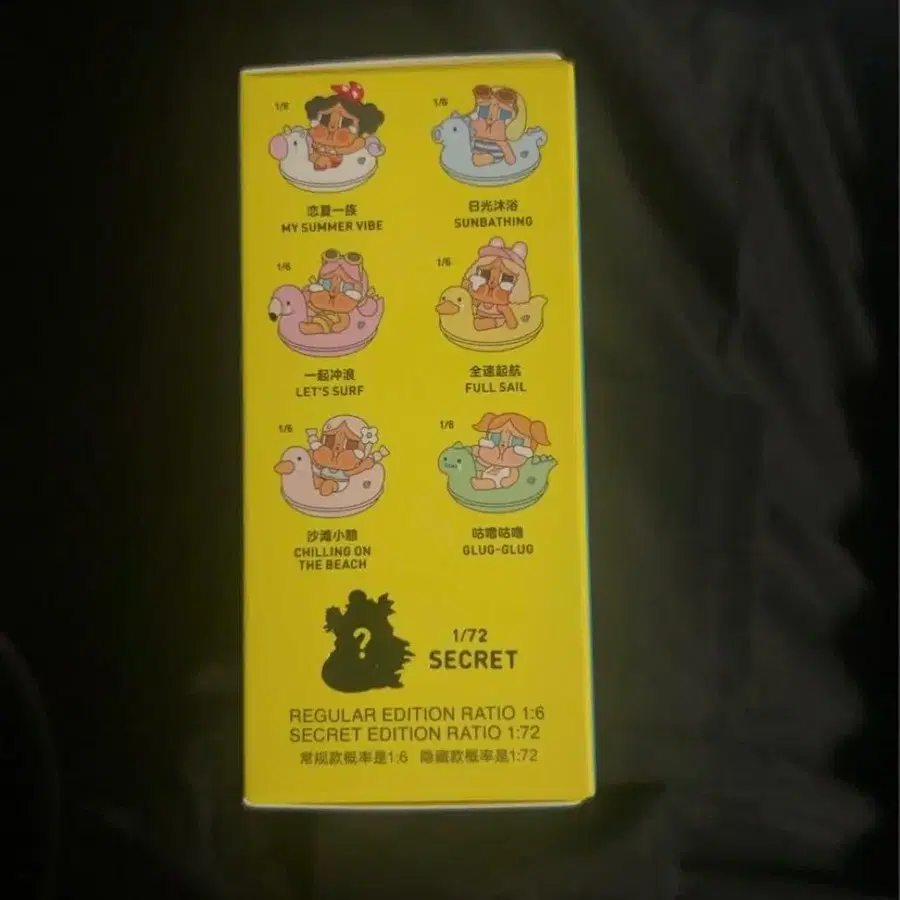 1/6
1/6
恋夏一族
MY SUMMER VIBE
日光沐浴
SUNBATHING
1/6
1/6
一起冲浪
LET'S SURF
全速起航
FULL SAIL
1/6
1/6
沙滩小憩
CHILLING ON
THE BEACH
咕噜咕噜
GLUG-GLUG
?
1/72
SECRET
REGULAR EDITION RATIO 1:6
SECRET EDITION RATIO 1:72
常规款概率是1:6 隐藏款概率是1:72